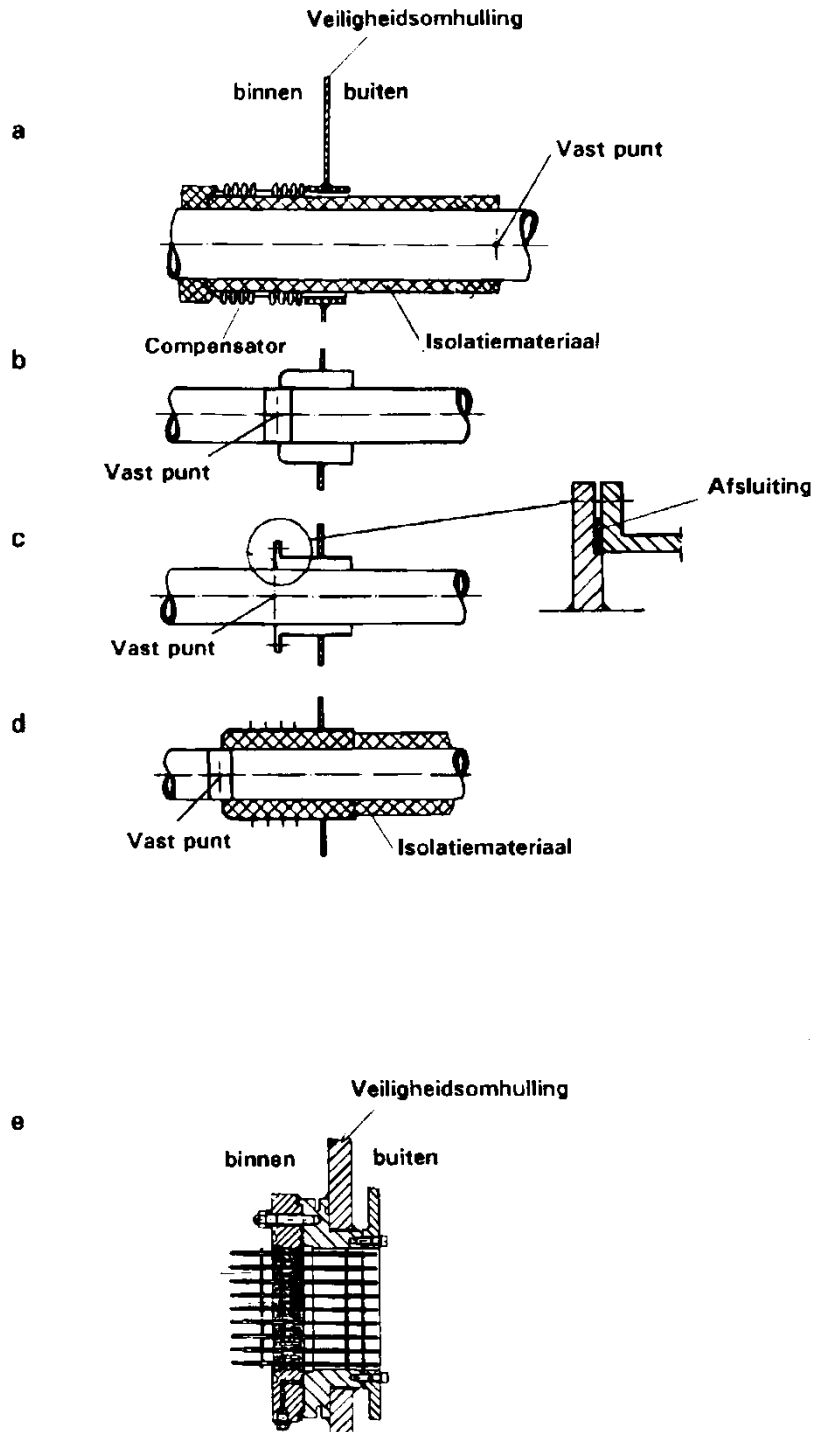 Veiligheidsomhulling
binnen buiten
a
Vast punt
Compensator
Isolatiemateriaal
b
Vast punt
Afsluiting
c
Vast punt
d
Vast punt
Isolatiemateriaal
Veiligheidsomhulling
e
binnen buiten